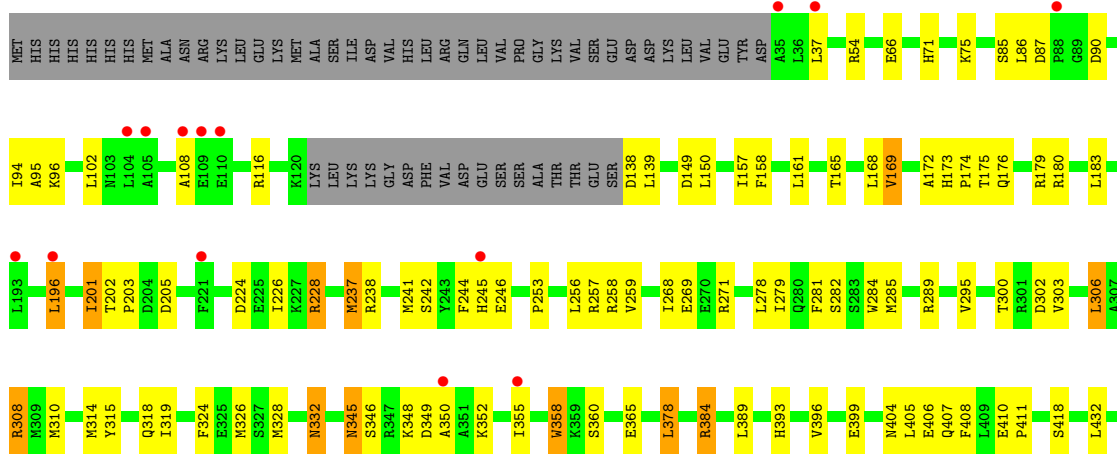 MET HIS HIS HIS HIS HIS HIS MET ALA ASN ARG LYS LEU GLU LYS MET ALA SER ILE ASP VAL HIS LEU ARG GLN LEU VAL PRO GLY LYS VAL SER GLU ASP ASP LYS LEU VAL GLU TYR ASP A35 L36 L37 R54 E66 H71 K75 S85 L86 D87 P88 G89 D90
I94 A95 K96 L102 N103 L104 A105 A108 E109 E110 R116 K120 LYS LEU LYS LYS GLY ASP PHE VAL ASP GLU SER SER ALA THR THR GLU SER D138 L139 D149 L150 I157 F158 L161 T165 L168 V169 A172 H173 P174 T175 Q176 R179 R180 L183
L193 L196 I201 T202 P203 D204 D205 F221 D224 E225 I226 K227 R228 M237 R238 M241 S242 Y243 F244 H245 E246 P253 L256 R257 R258 V259 I268 E269 E270 R271 L278 I279 Q280 F281 S282 S283 W284 M285 R289 V295 T300 R301 D302 V303 L306 A307
R308 M309 M310 M314 Y315 Q318 I319 F324 E325 M326 S327 M328 N332 N345 S346 R347 K348 D349 A350 A351 K352 I355 W358 K359 S360 E365 L378 R384 L389 H393 V396 E399 N404 L405 E406 Q407 F408 L409 E410 P411 S418 L432